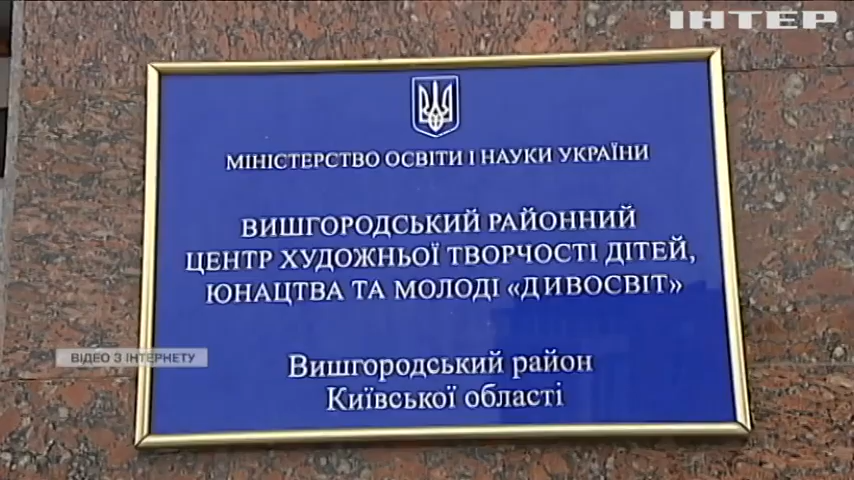 ІНТЕР
МІНІСТЕРСТВО ОСВІТИ І НАУКИ УКРАЇНИ
ВИШГОРОДСЬКИЙ РАЙОННИЙ
ЦЕНТР ХУДОЖНЬОЇ ТВОРЧОСТІ ДІТЕЙ,
ЮНАЦТВА ТА МОЛОДІ «ДИВОСВІТ»
ВІДЕО З ІНТЕРНЕТУ
Вишгородський район
Київської області